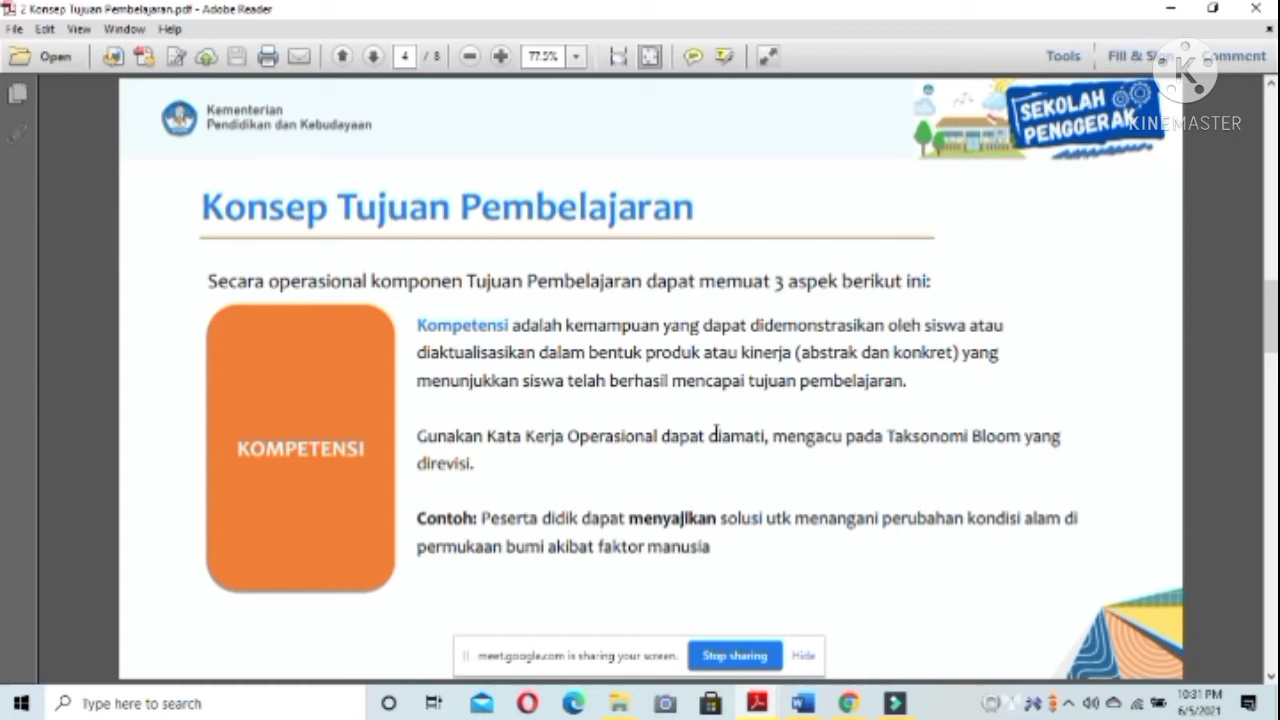 2 Konsep Tujuan Pembelajaran.pdf - Adobe Reader
File Edit View Window Help
Open 4 / 8 77.5% Tools Fill & Comment
Kementerian
Pendidikan dan Kebudayaan
SEKOLAH
PENGGERAK
KINEMASTER
Konsep Tujuan Pembelajaran
Secara operasional komponen Tujuan Pembelajaran dapat memuat 3 aspek berikut ini:
KOMPETENSI
Kompetensi adalah kemampuan yang dapat didemonstrasikan oleh siswa atau
diaktualisasikan dalam bentuk produk atau kinerja (abstrak dan konkret) yang
menunjukkan siswa telah berhasil mencapai tujuan pembelajaran.
Gunakan Kata Kerja Operasional dapat diamati, mengacu pada Taksonomi Bloom yang
direvisi.
Contoh: Peserta didik dapat menyajikan solusi utk menangani perubahan kondisi alam di
permukaan bumi akibat faktor manusia
meet.google.com is sharing your screen. Stop sharing Hide
Type here to search
10:31 PM
6/5/2021